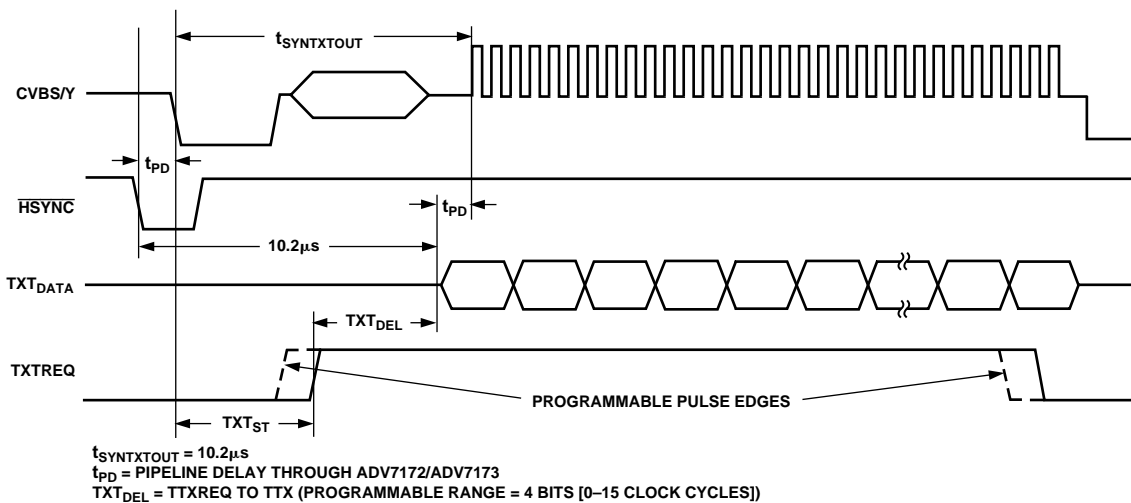 tSYNTXTOUT
CVBS/Y
tPD
HSYNC
tPD
10.2µs
TXTDATA
TXTDEL
TXTREQ
PROGRAMMABLE PULSE EDGES
TXTST
tSYNTXTOUT = 10.2µs
tPD = PIPELINE DELAY THROUGH ADV7172/ADV7173
TXTDEL = TTXREQ TO TTX (PROGRAMMABLE RANGE = 4 BITS [0–15 CLOCK CYCLES])